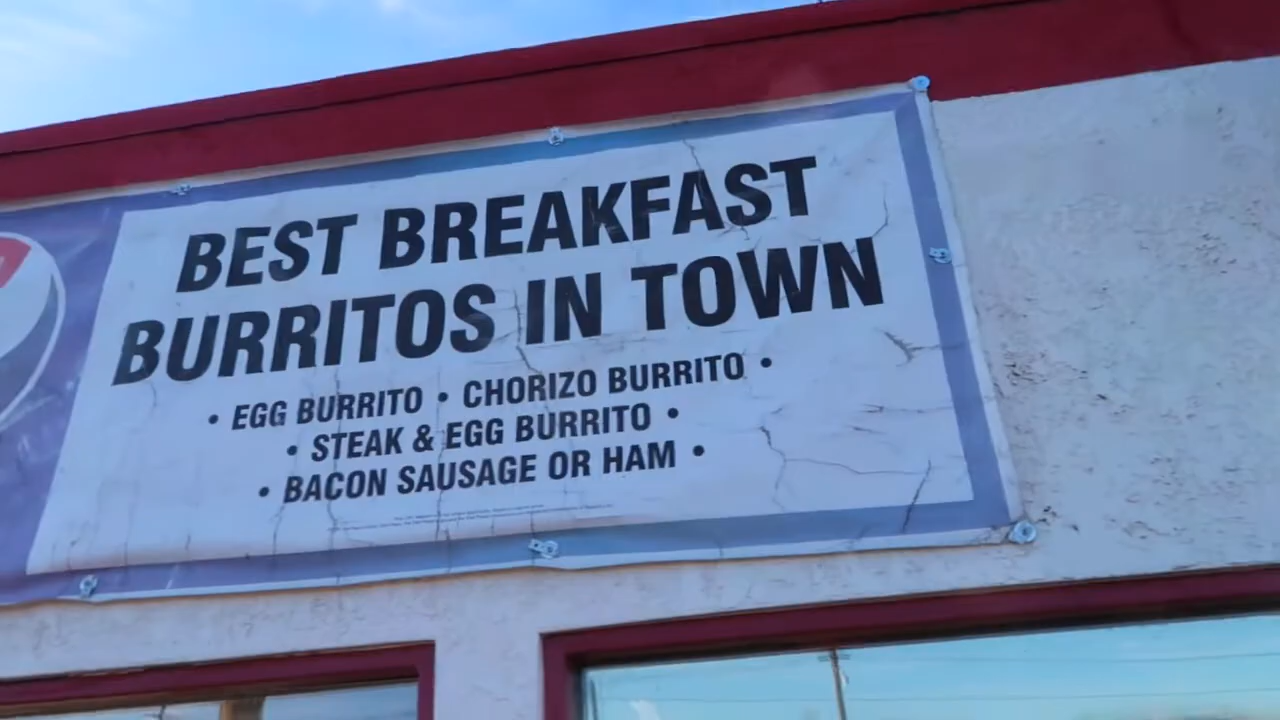 BEST BREAKFAST
BURRITOS IN TOWN
• EGG BURRITO • CHORIZO BURRITO •
• STEAK & EGG BURRITO •
• BACON SAUSAGE OR HAM •